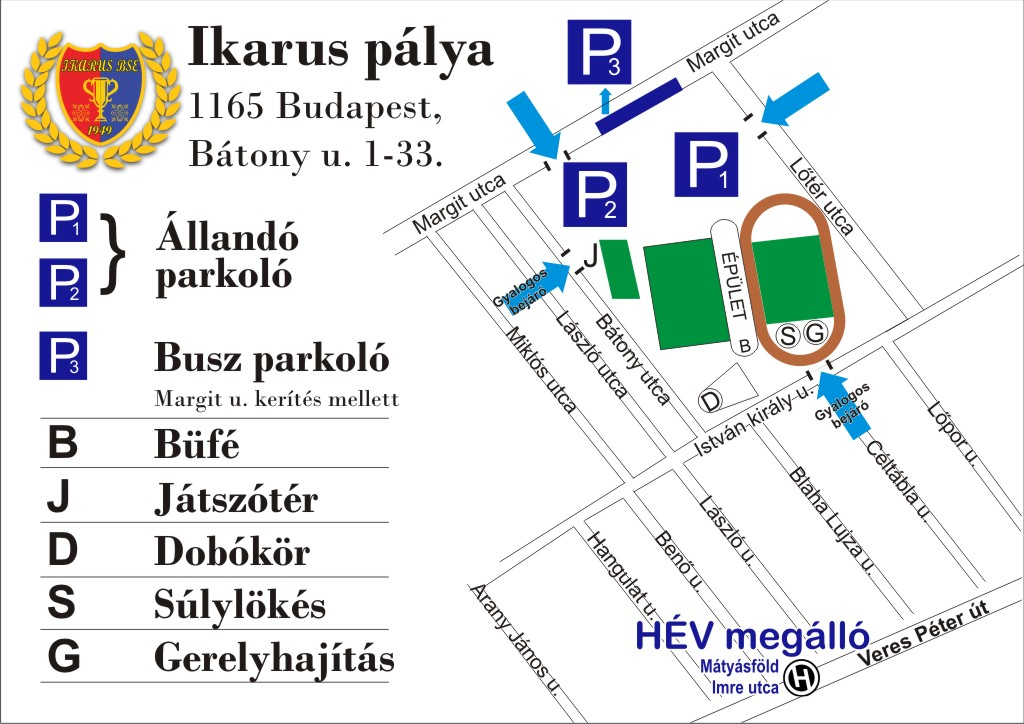 IKARUS BSE
1949
Ikarus pálya
1165 Budapest,
Bátony u. 1-33.
P1
P2
Állandó
parkoló
P3
Busz parkoló
Margit u. kerítés mellett
B Büfé
J Játszótér
D Dobókör
S Súlylökés
G Gerelyhajítás
P3
Margit utca
P1
P2
Margit utca
Lőtér utca
J
Gyalogos
bejáró
ÉPÜLET
B
S G
Miklós utca
László utca
Bátony utca
D
István király u.
Gyalogos
bejáró
Lőpor u.
Céltábla u.
Blaha Lujza u.
László u.
Benő u.
Hangulat u.
Arany János u.
HÉV megálló
Mátyásföld
Imre utca
H
Veres Péter út